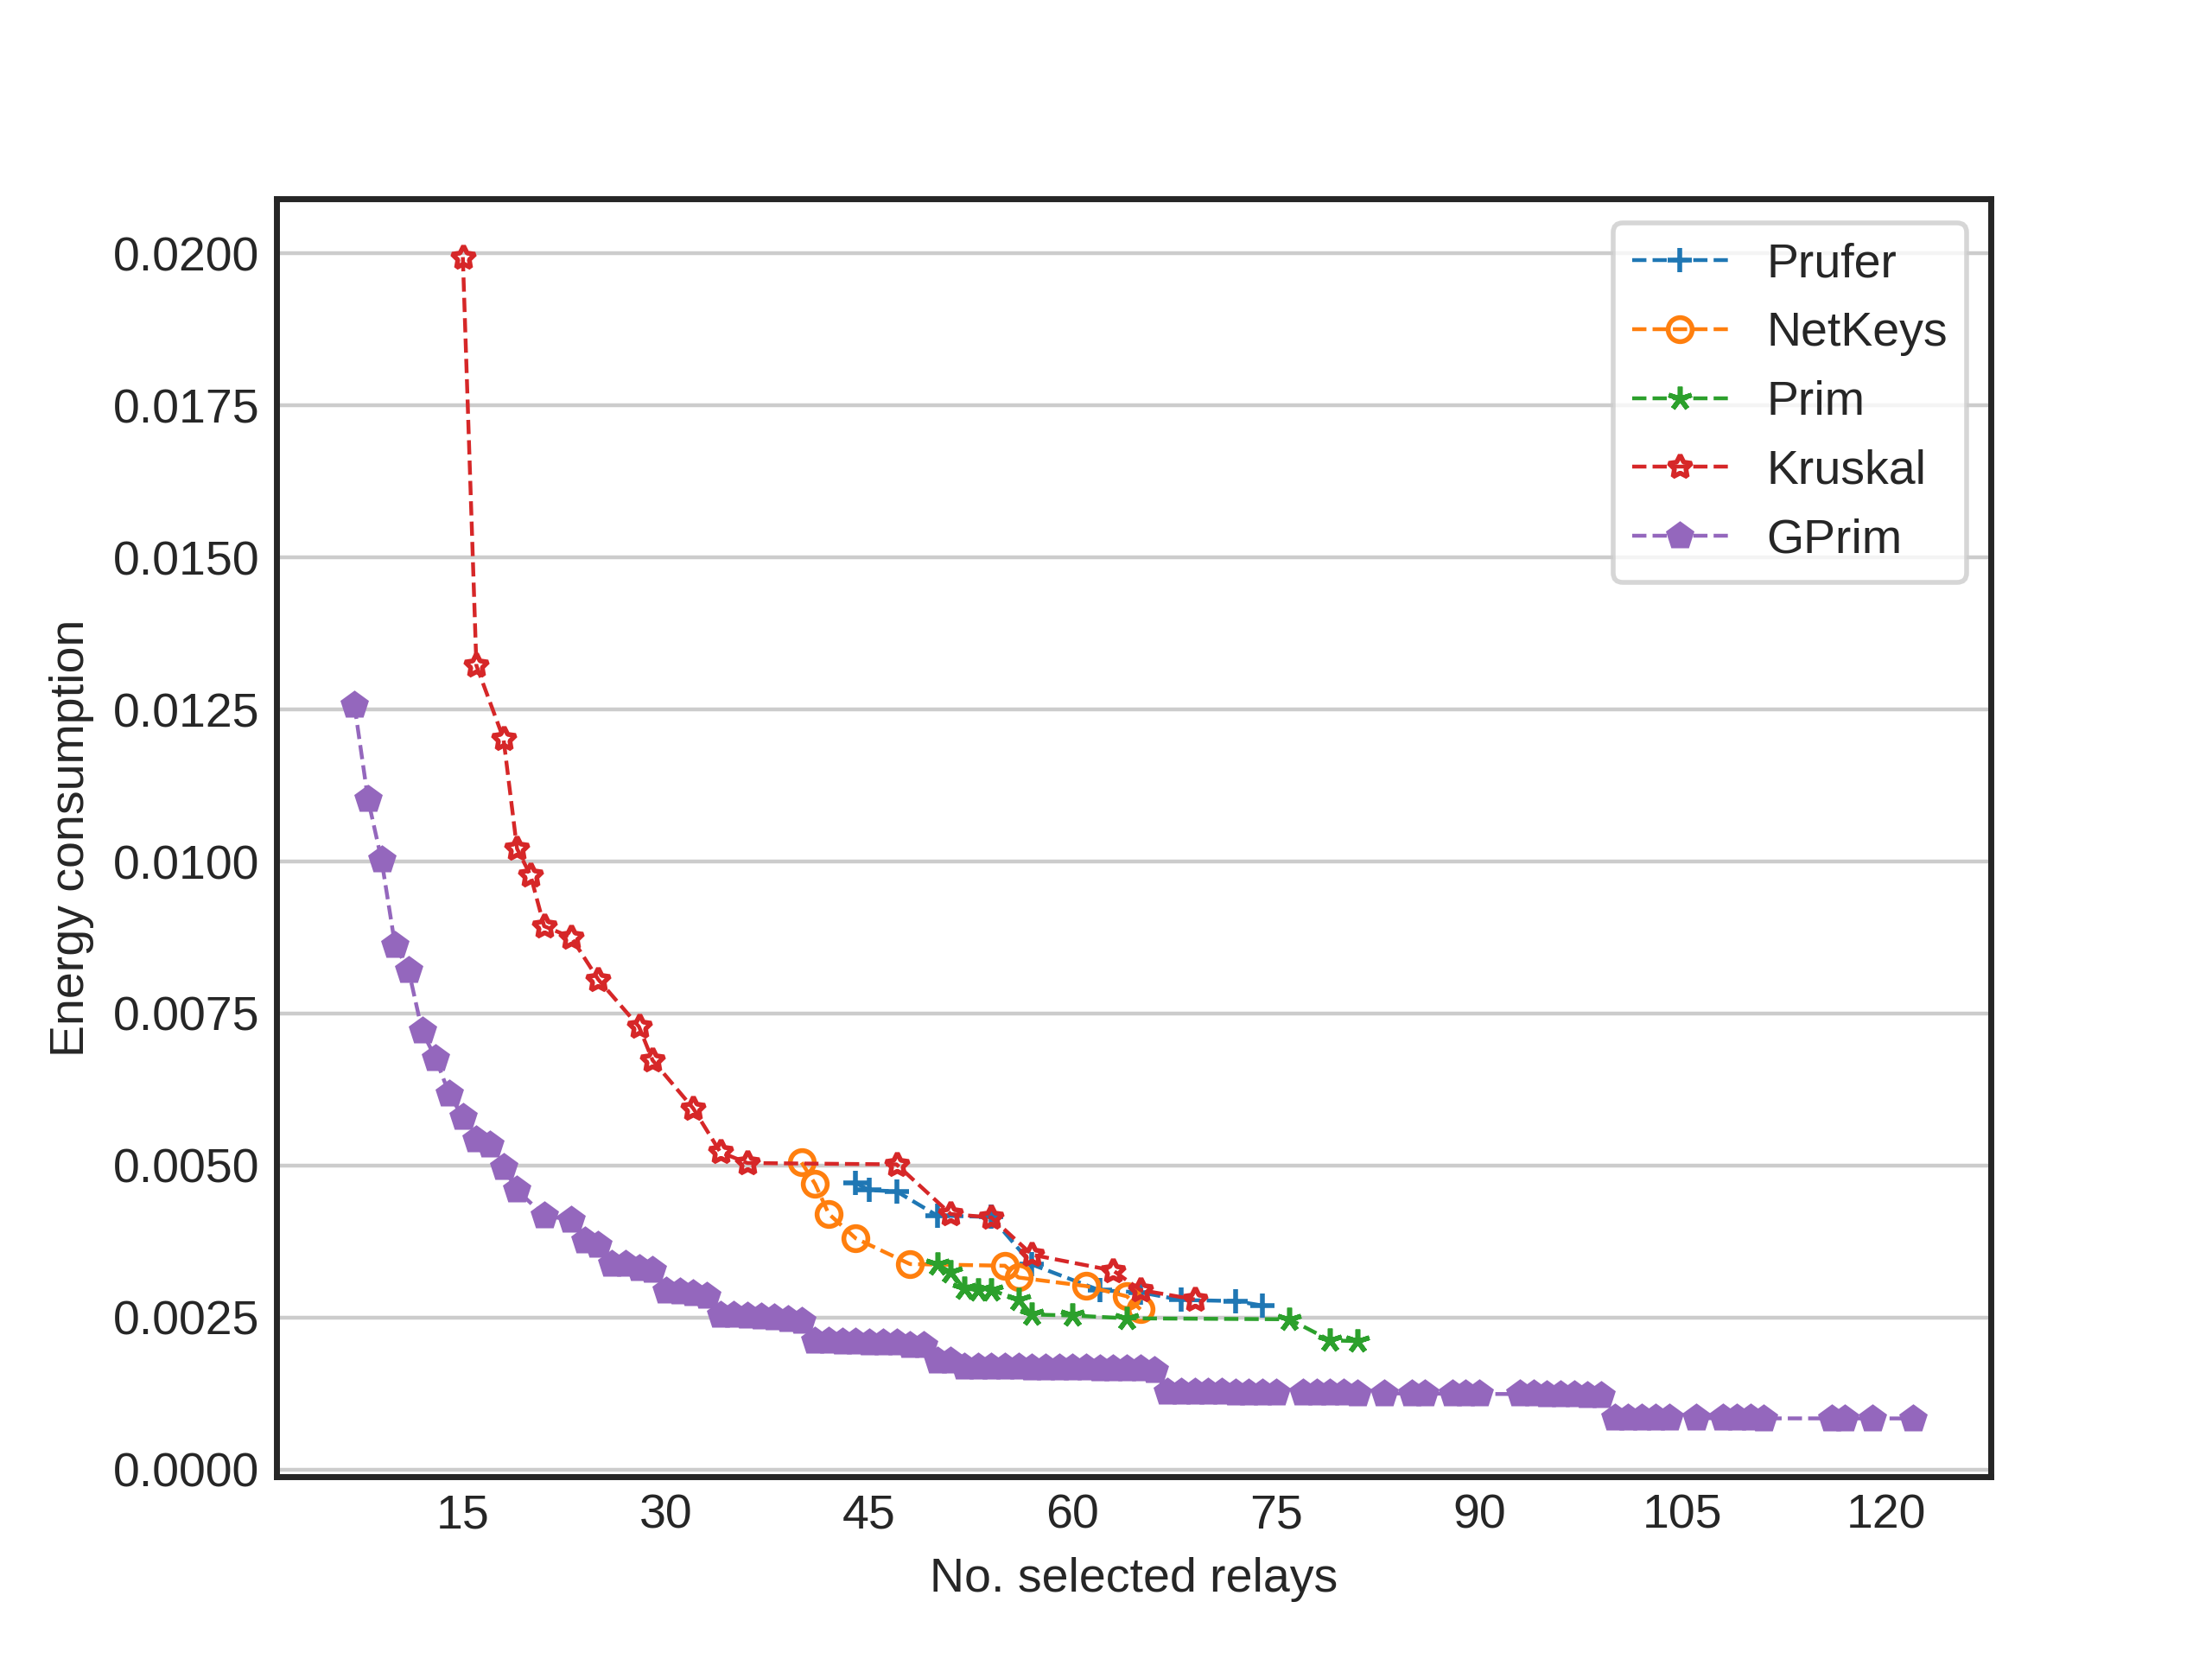 0.0200
0.0175
0.0150
0.0125
0.0100
0.0075
0.0050
0.0025
0.0000
Energy consumption
Prufer
NetKeys
Prim
Kruskal
GPrim
15 30 45 60 75 90 105 120
No. selected relays